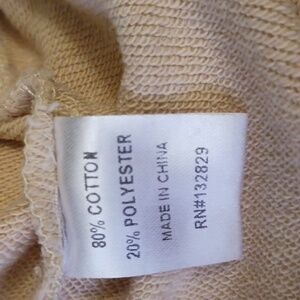 80% COTTON
20% POLYESTER
MADE IN CHINA
RN#132829